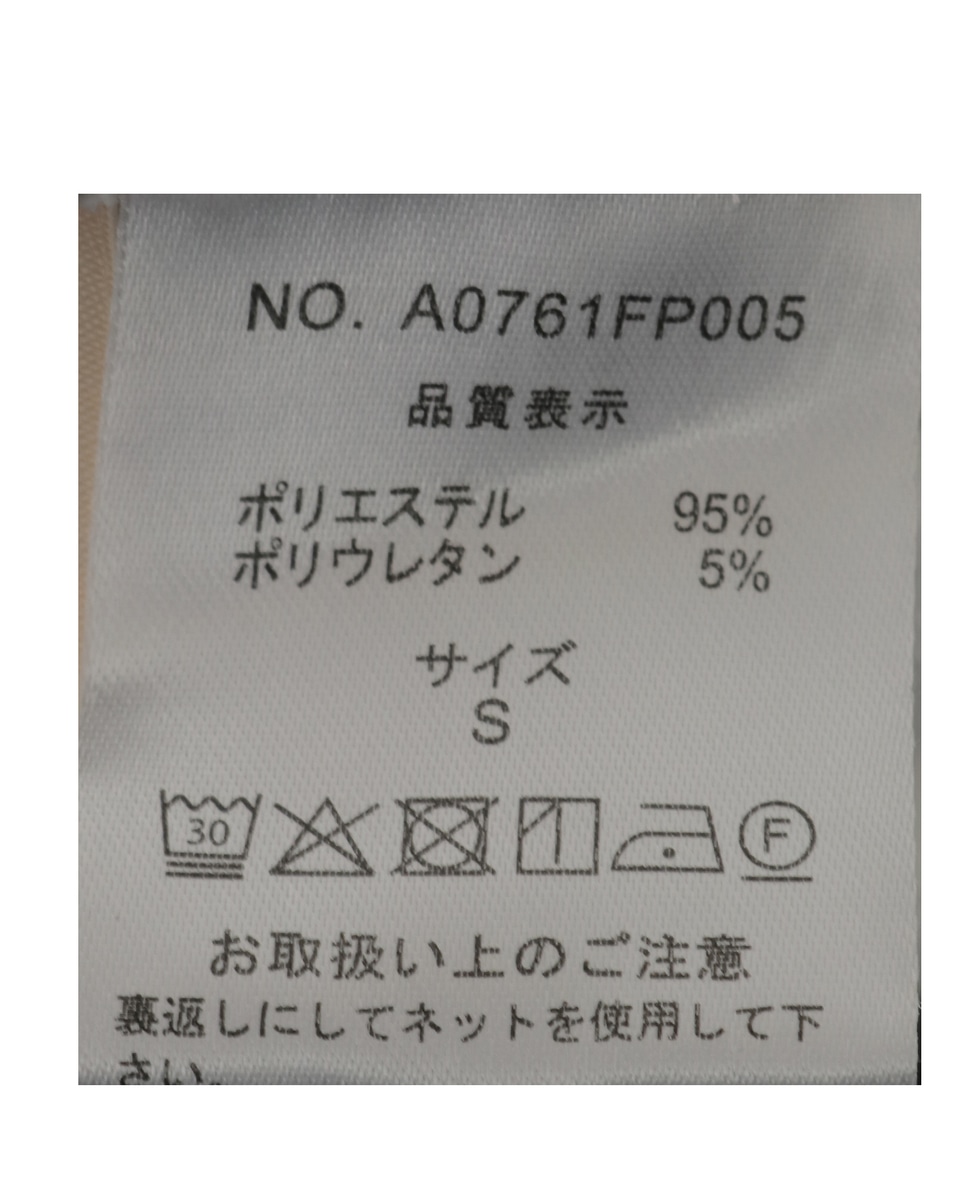 NO. A0761FP005
品質表示
ポリエステル 95%
ポリウレタン 5%
サイズ
S
30 F
お取扱い上のご注意
裏返しにしてネットを使用して下
さい。